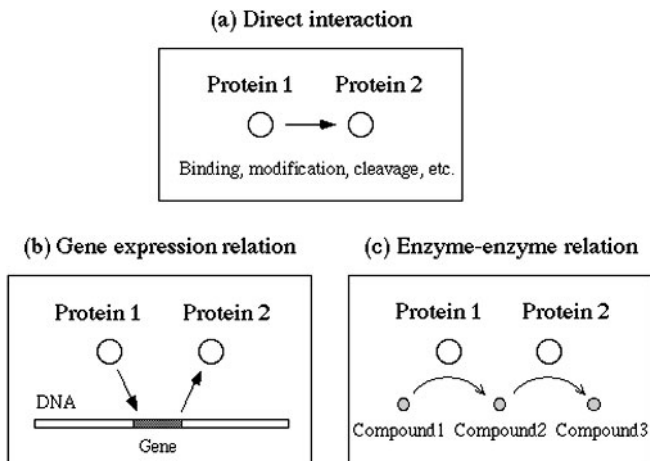 (a) Direct interaction
Protein 1 Protein 2
Binding, modification, cleavage, etc.
(b) Gene expression relation
Protein 1 Protein 2
DNA
Gene
(c) Enzyme-enzyme relation
Protein 1 Protein 2
Compound1 Compound2 Compound3